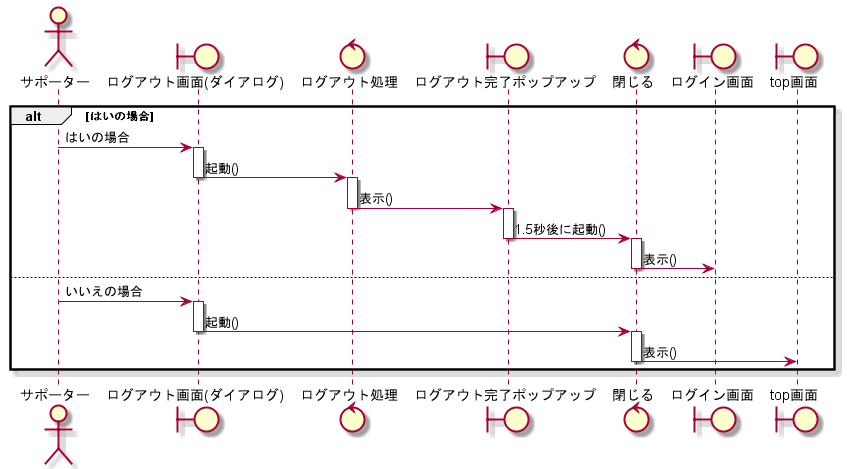 サポーター ログアウト画面(ダイアログ) ログアウト処理 ログアウト完了ポップアップ 閉じる ログイン画面 top画面
alt [はいの場合]
はいの場合
起動()
表示()
1.5秒後に起動()
表示()
いいえの場合
起動()
表示()
サポーター ログアウト画面(ダイアログ) ログアウト処理 ログアウト完了ポップアップ 閉じる ログイン画面 top画面